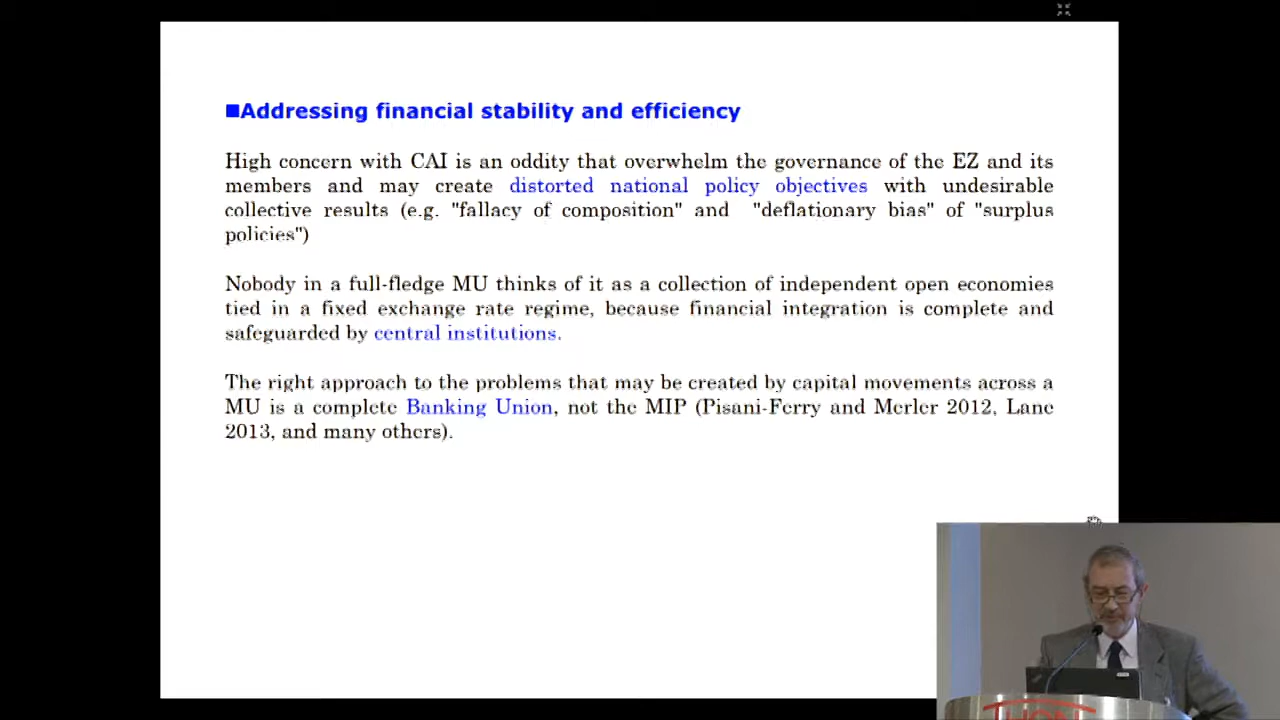 ■Addressing financial stability and efficiency
High concern with CAI is an oddity that overwhelm the governance of the EZ and its
members and may create distorted national policy objectives with undesirable
collective results (e.g. "fallacy of composition" and "deflationary bias" of "surplus
policies")
Nobody in a full-fledge MU thinks of it as a collection of independent open economies
tied in a fixed exchange rate regime, because financial integration is complete and
safeguarded by central institutions.
The right approach to the problems that may be created by capital movements across a
MU is a complete Banking Union, not the MIP (Pisani-Ferry and Merler 2012, Lane
2013, and many others).
THON